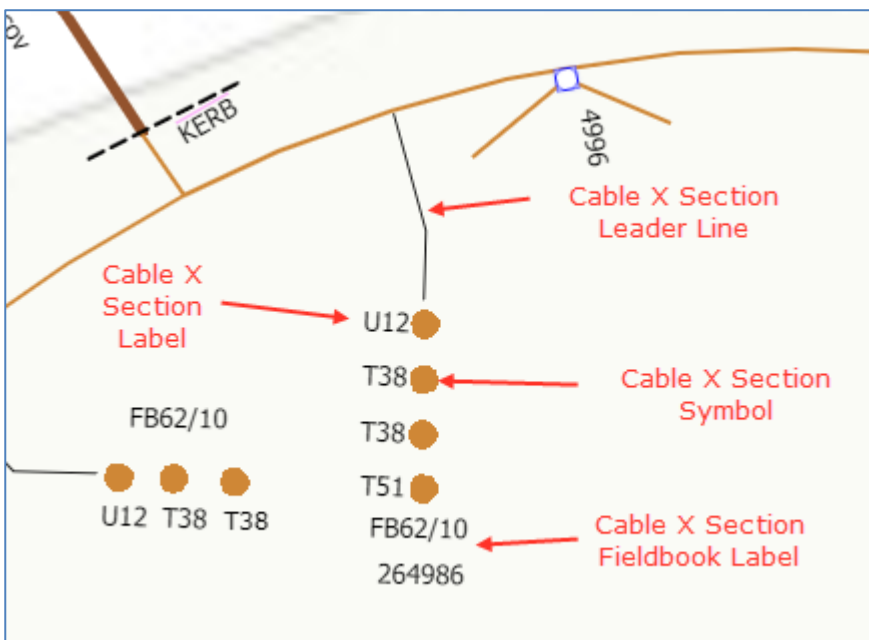 COV
KERB
4996
Cable X Section
Leader Line
Cable X
Section
Label
U12
T38
Cable X Section
Symbol
T38
T51
FB62/10
264986
Cable X Section
Fieldbook Label
FB62/10
U12 T38 T38